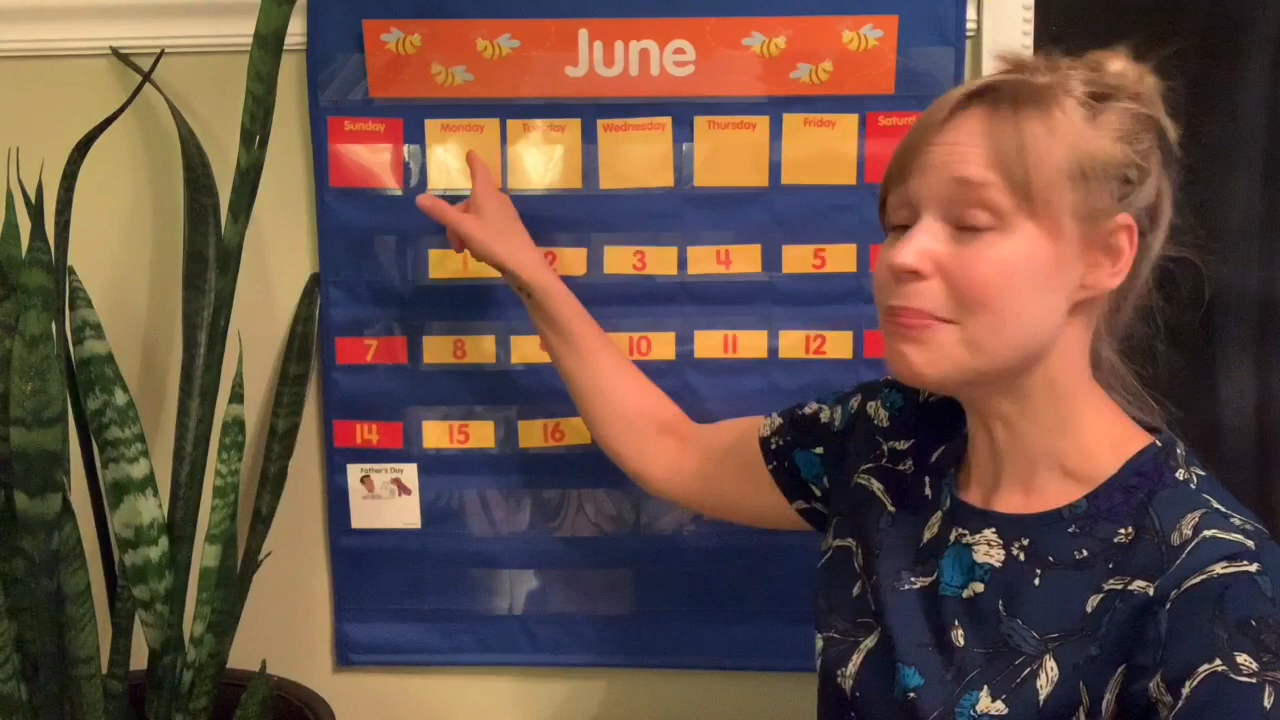 June
Sunday Monday Tuesday Wednesday Thursday Friday
1 2 3 4 5
7 8 10 11 12
14 15 16
Father's Day